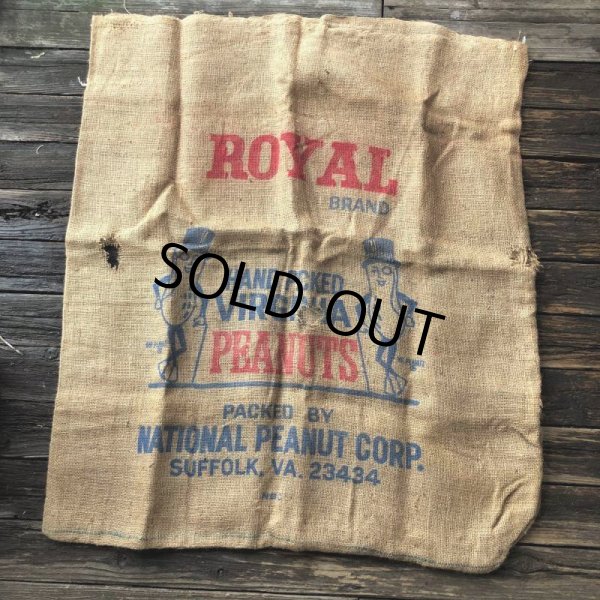 ROYAL
BRAND
HAND PICKED
VIRGINIA
PEANUTS
PACKED BY
NATIONAL PEANUT CORP.
SUFFOLK, VA. 23434
SOLD OUT